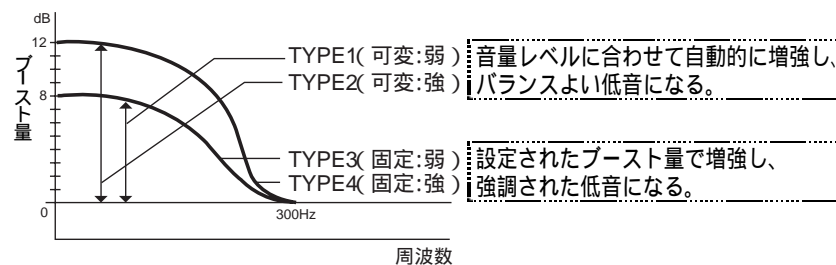 dB
12
8
0
ブースト量
TYPE1(可変:弱)
TYPE2(可変:強)
音量レベルに合わせて自動的に増強し、
バランスよい低音になる。
TYPE3(固定:弱)
TYPE4(固定:強)
設定されたブースト量で増強し、
強調された低音になる。
300Hz
周波数